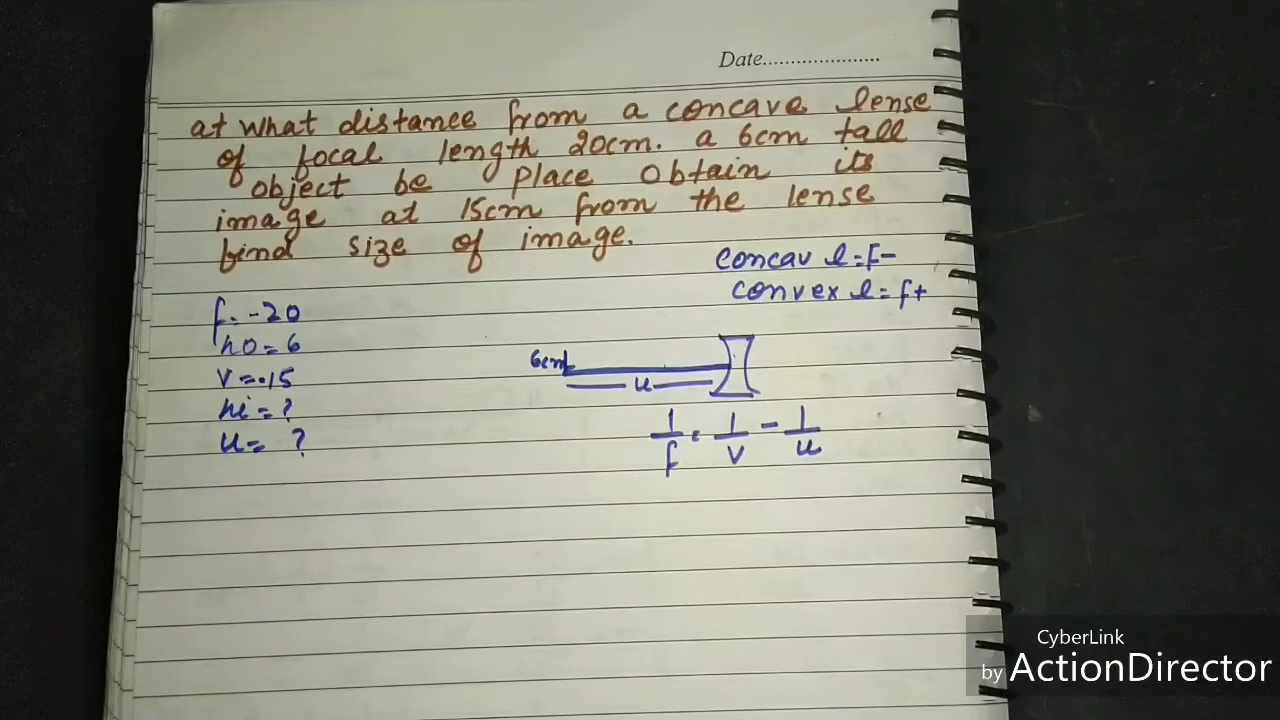 Date.....................
at what distance from a concave lense
of focal length 20cm. a 6cm tall
object be place obtain its
image at 15cm from the lense
find size of image.
concav l=f-
convex l=f+
f=-20
ho=6
v=-15
hi=?
u=?
6cm
u
1/f = 1/v - 1/u
CyberLink
by ActionDirector